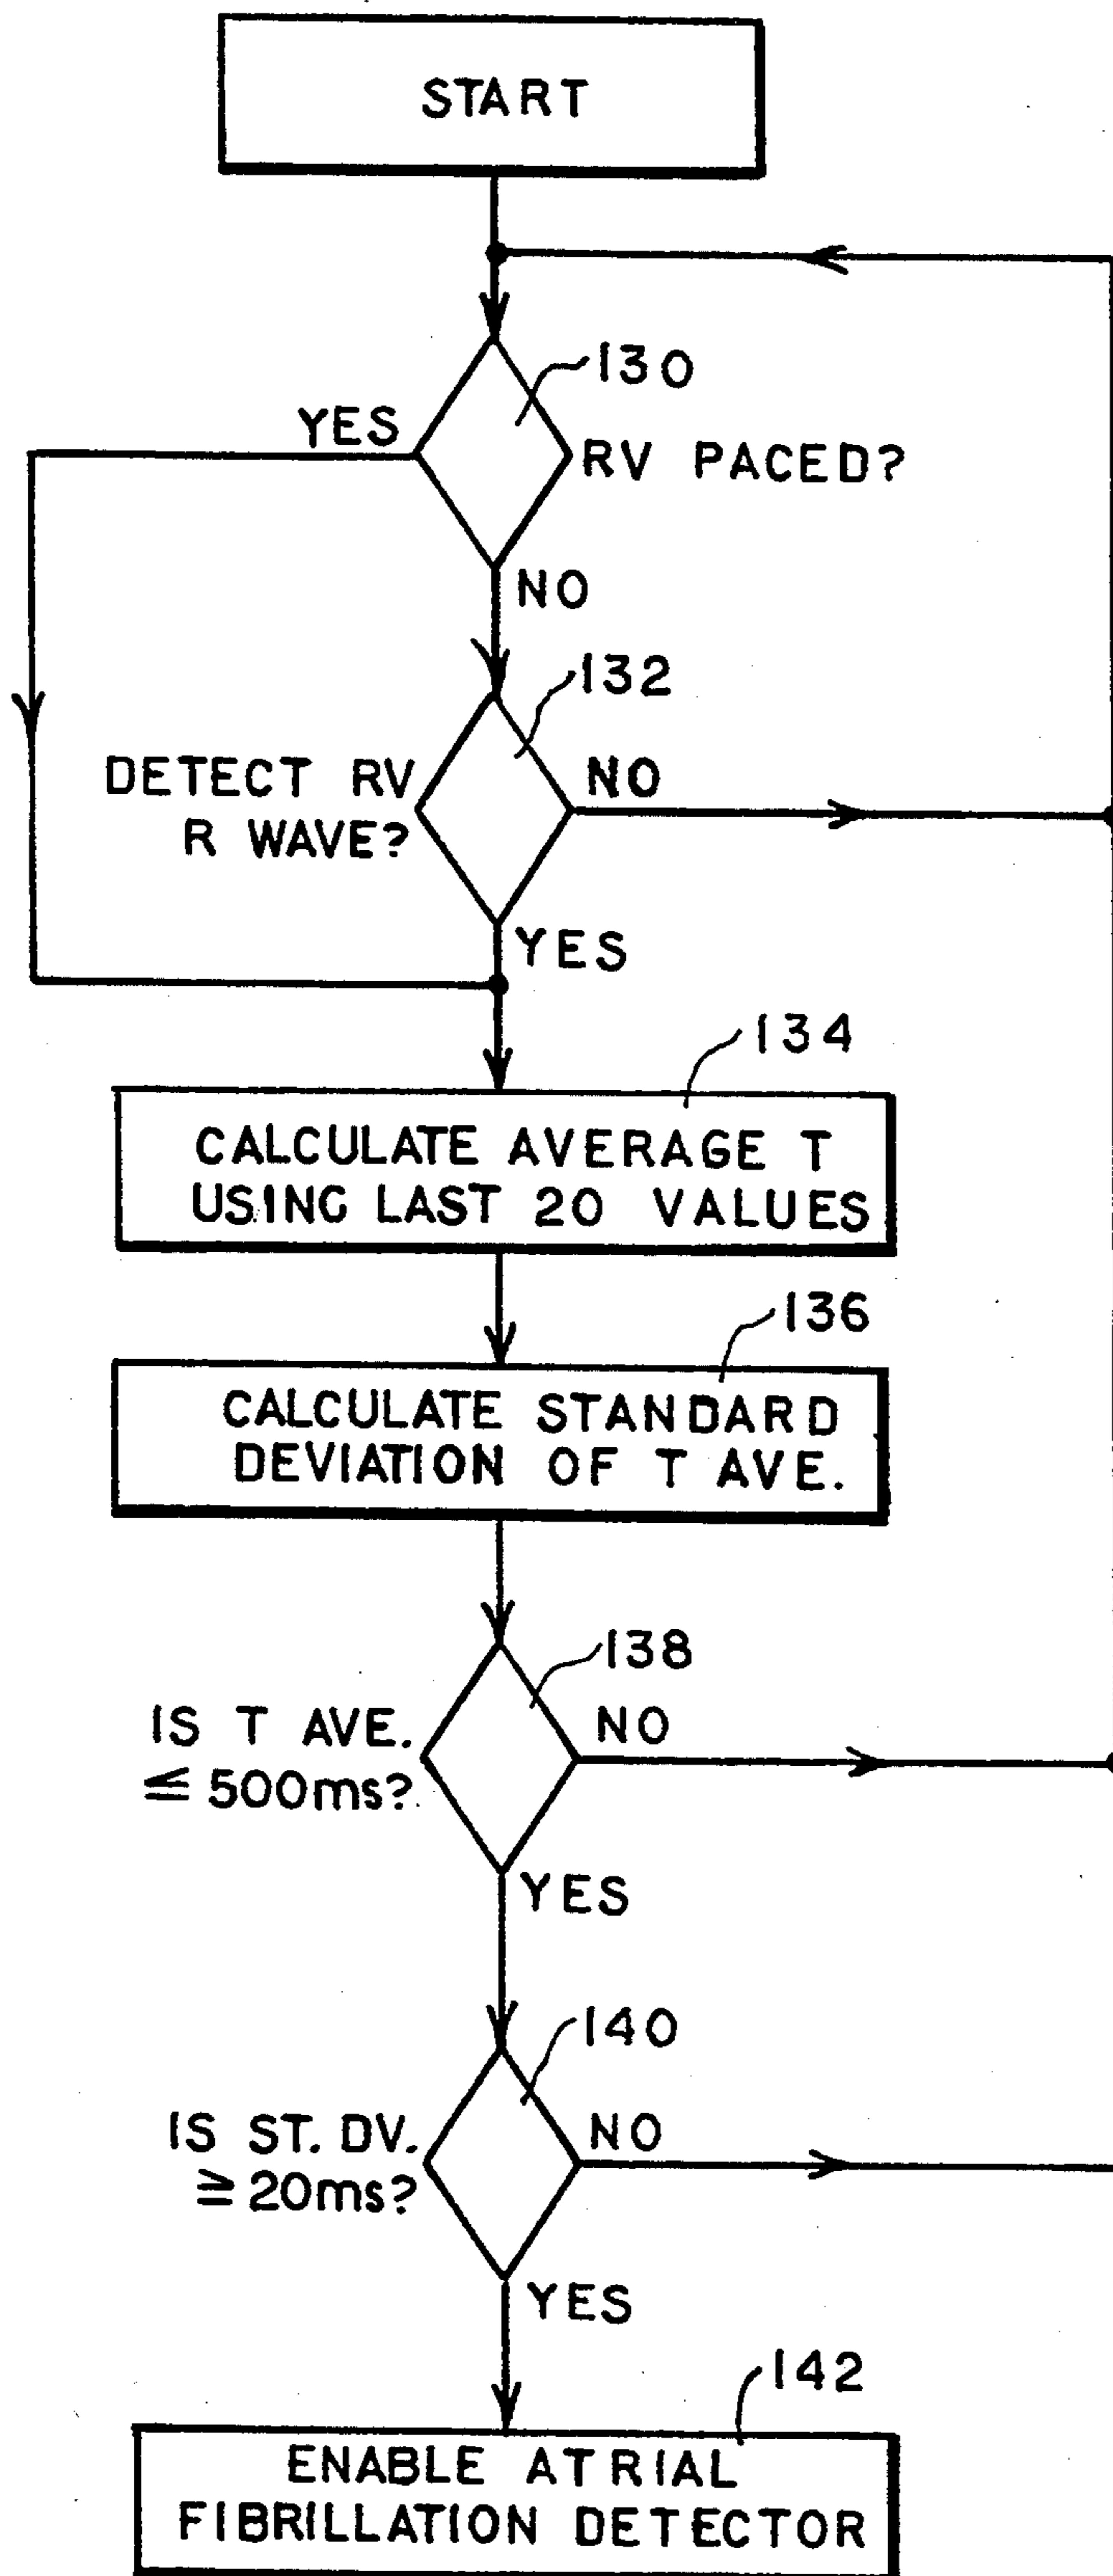 START
130
YES
RV PACED?
NO
132
DETECT RV
R WAVE?
NO
YES
134
CALCULATE AVERAGE T
USING LAST 20 VALUES
136
CALCULATE STANDARD
DEVIATION OF T AVE.
138
IS T AVE.
≦ 500ms?
NO
YES
140
IS ST. DV.
≧ 20ms?
NO
YES
142
ENABLE ATRIAL
FIBRILLATION DETECTOR